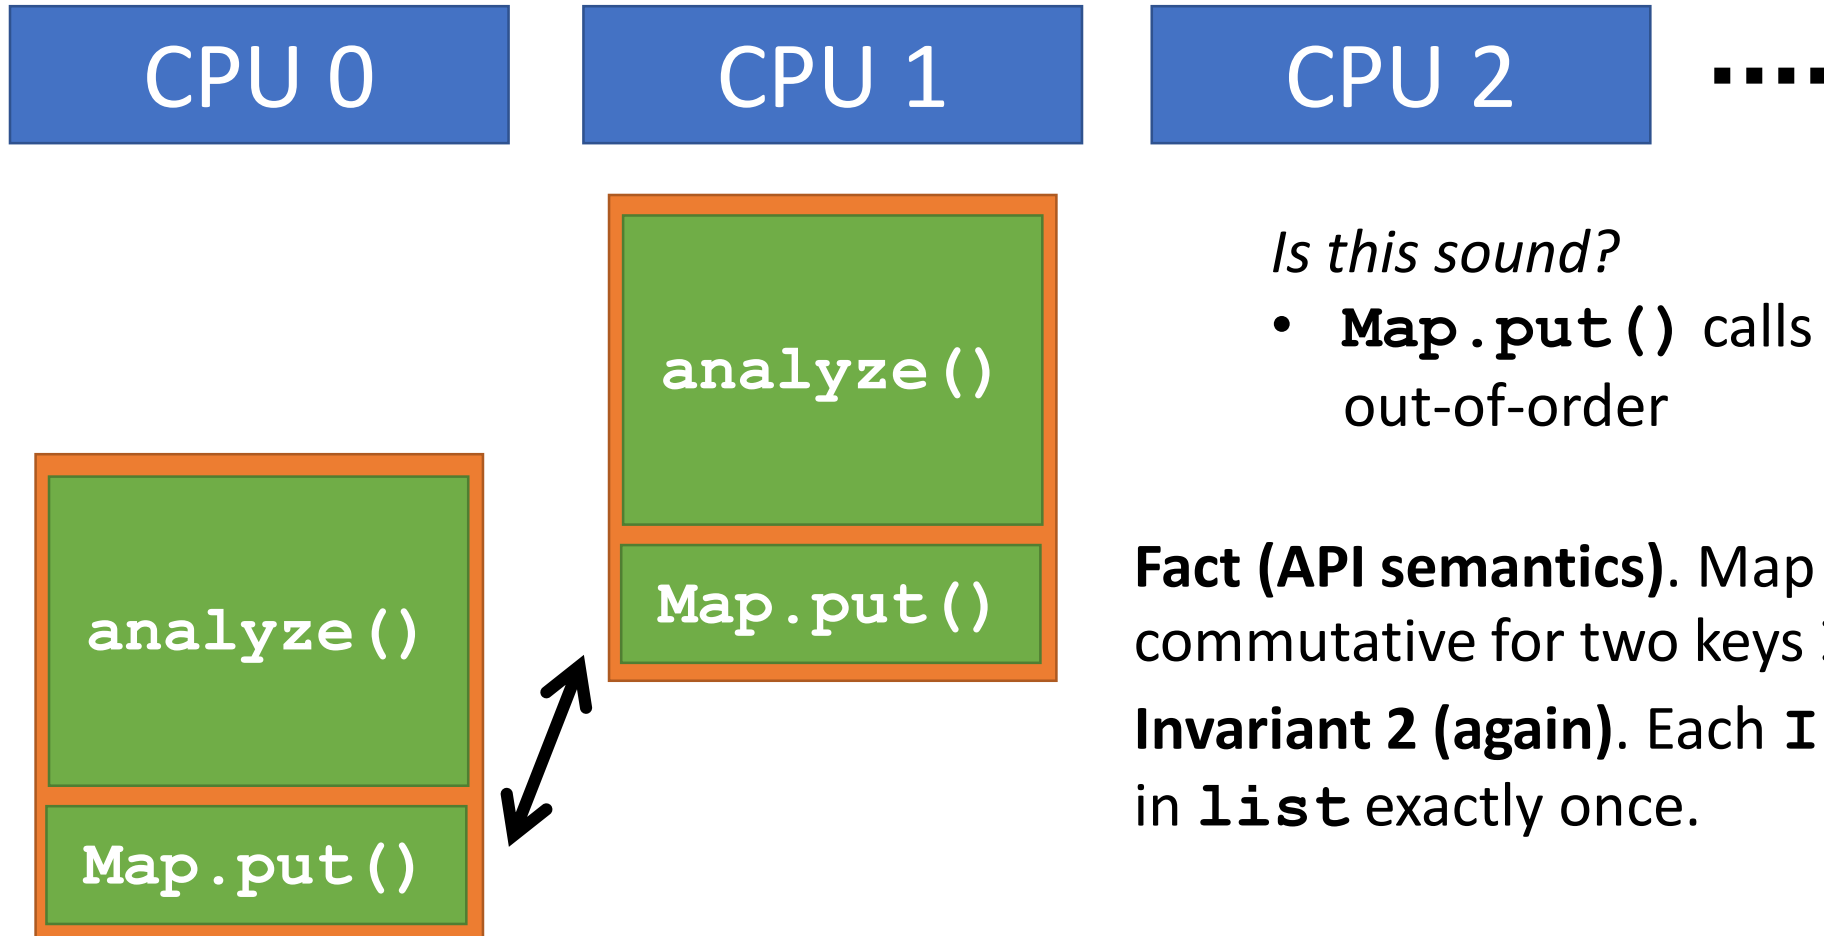 CPU 0
CPU 1
CPU 2
analyze()
Map.put()
analyze()
Map.put()
Is this sound?
• Map.put() calls
out-of-order
Fact (API semantics). Map
commutative for two keys
Invariant 2 (again). Each I
in list exactly once.